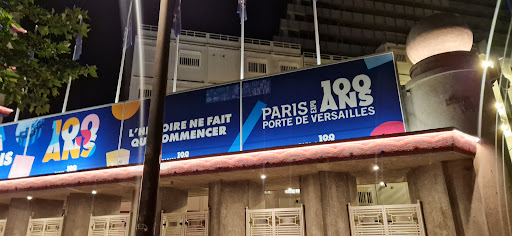 100
ANS
L'HISTOIRE NE FAIT
QUE COMMENCER
100
PARIS EXPO
PORTE DE VERSAILLES
100
ANS
100